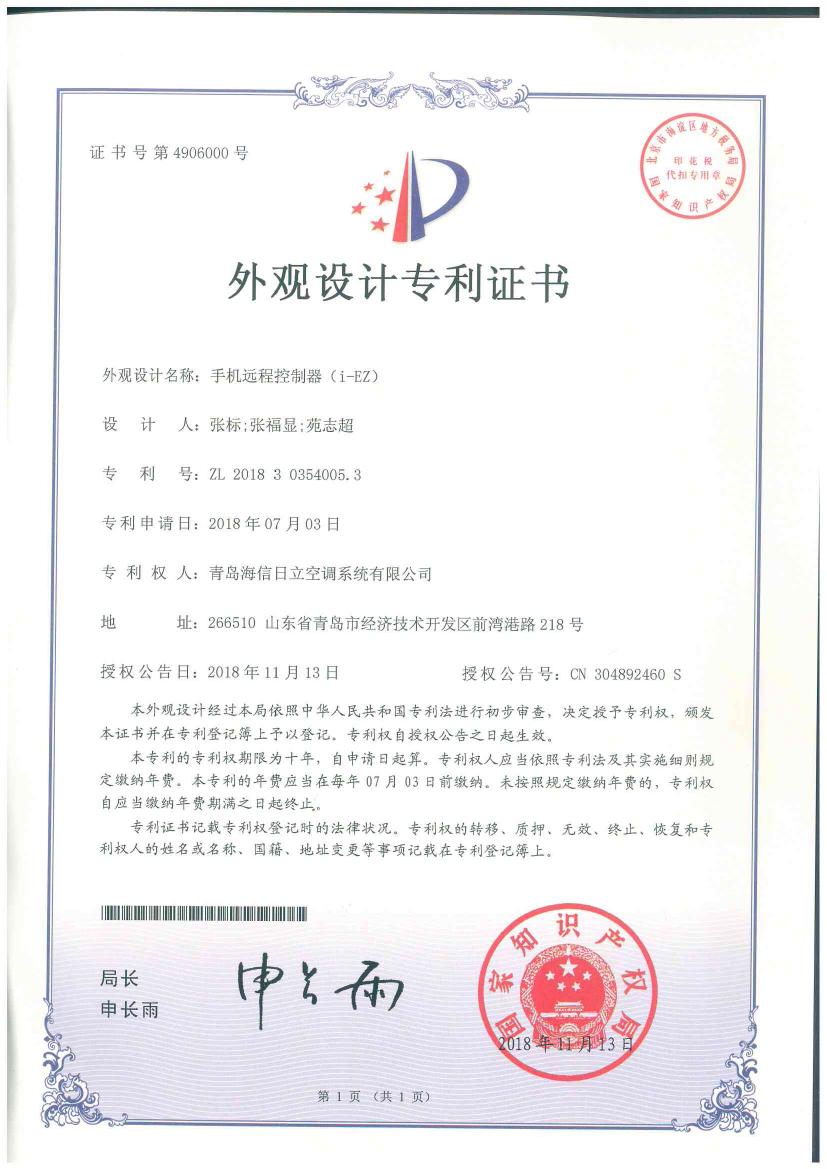 证书号第4906000号
北京市海淀区地方税务局
印花税
代扣专用章
国家知识产权局
外观设计专利证书
外观设计名称：手机远程控制器（i-EZ）
设计人：张标;张福显;苑志超
专利号：ZL 2018 3 0354005.3
专利申请日：2018年07月03日
专利权人：青岛海信日立空调系统有限公司
地址：266510 山东省青岛市经济技术开发区前湾港路218号
授权公告日：2018年11月13日 授权公告号：CN 304892460 S
本外观设计经过本局依照中华人民共和国专利法进行初步审查，决定授予专利权，颁发
本证书并在专利登记簿上予以登记。专利权自授权公告之日起生效。
本专利的专利权期限为十年，自申请日起算。专利权人应当依照专利法及其实施细则规
定缴纳年费。本专利的年费应当在每年07月03日前缴纳。未按照规定缴纳年费的，专利权
自应当缴纳年费期满之日起终止。
专利证书记载专利权登记时的法律状况。专利权的转移、质押、无效、终止、恢复和专
利权人的姓名或名称、国籍、地址变更等事项记载在专利登记簿上。
局长
申长雨
申长雨
国家知识产权局
2018年11月13日
第1页（共1页）